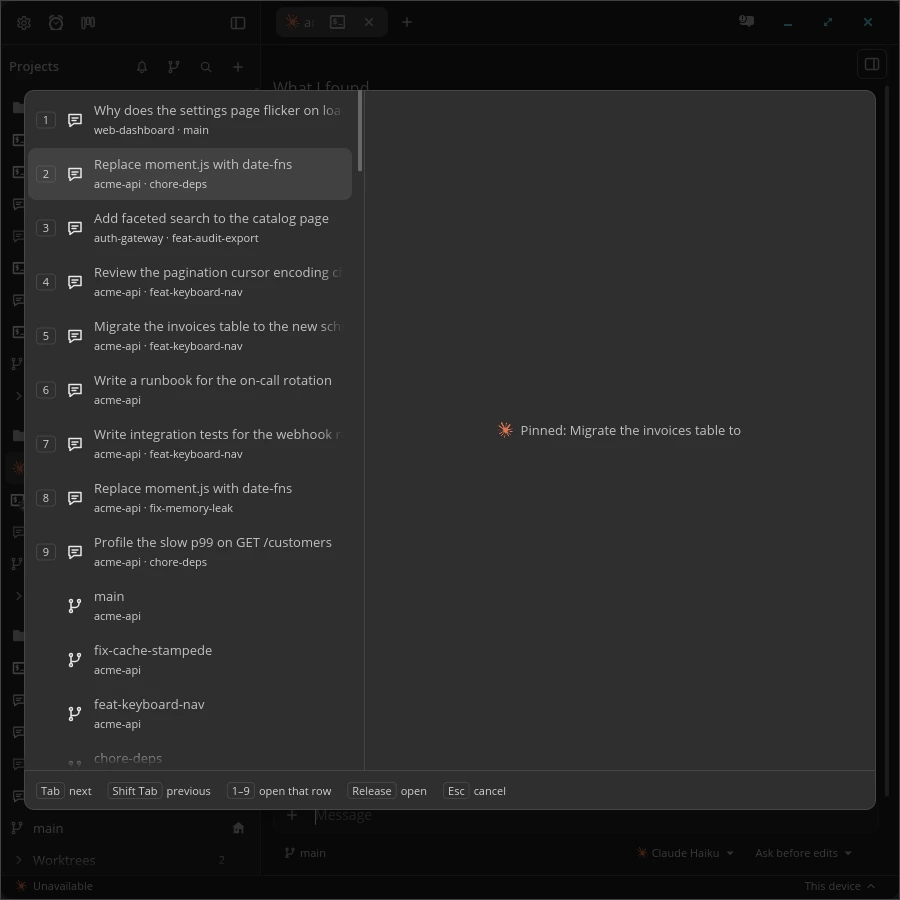 Projects
What I found
1
Why does the settings page flicker on loa
web-dashboard · main
2
Replace moment.js with date-fns
acme-api · chore-deps
3
Add faceted search to the catalog page
auth-gateway · feat-audit-export
4
Review the pagination cursor encoding
acme-api · feat-keyboard-nav
5
Migrate the invoices table to the new sch
acme-api · feat-keyboard-nav
6
Write a runbook for the on-call rotation
acme-api
7
Write integration tests for the webhook
acme-api · feat-keyboard-nav
8
Replace moment.js with date-fns
acme-api · fix-memory-leak
9
Profile the slow p99 on GET /customers
acme-api · chore-deps
main
acme-api
fix-cache-stampede
acme-api
feat-keyboard-nav
acme-api
chore-deps
Pinned: Migrate the invoices table to
Tab next Shift Tab previous 1–9 open that row Release open Esc cancel
Message
main
Worktrees 2
main Claude Haiku Ask before edits
Unavailable This device